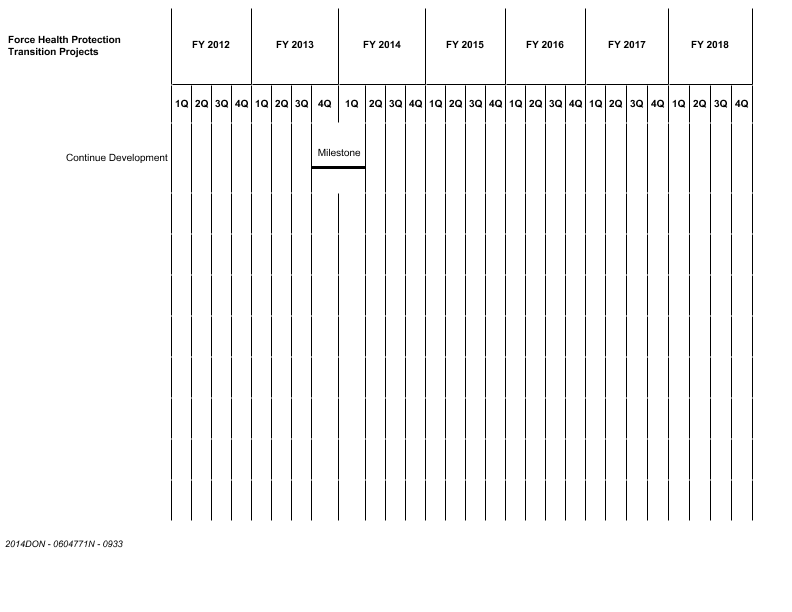 Force Health Protection
Transition Projects
FY 2012 FY 2013 FY 2014 FY 2015 FY 2016 FY 2017 FY 2018
1Q 2Q 3Q 4Q 1Q 2Q 3Q 4Q 1Q 2Q 3Q 4Q 1Q 2Q 3Q 4Q 1Q 2Q 3Q 4Q 1Q 2Q 3Q 4Q 1Q 2Q 3Q 4Q
Milestone
Continue Development
2014DON - 0604771N - 0933